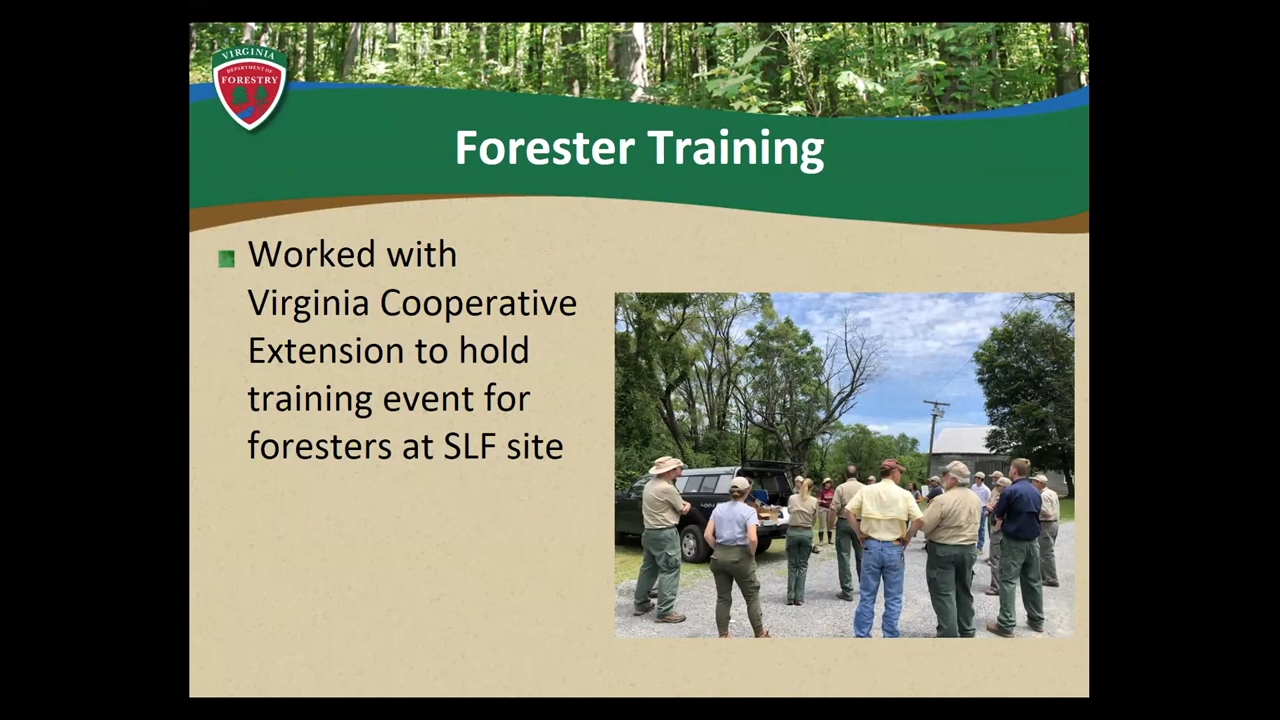 VIRGINIA
DEPARTMENT OF
FORESTRY
Forester Training
Worked with
Virginia Cooperative
Extension to hold
training event for
foresters at SLF site